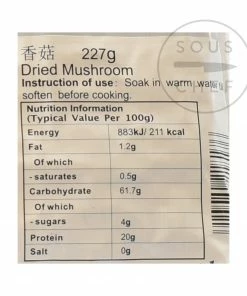 SOUS
CHEF
香菇 227g
Dried Mushroom
Instruction of use: Soak in warm water to
soften before cooking.
Nutrition Information
(Typical Value Per 100g)
Energy 883kJ/ 211 kcal
Fat 1.2g
Of which
- saturates 0.5g
Carbohydrate 61.7g
Of which
- sugars 4g
Protein 20g
Salt 0g